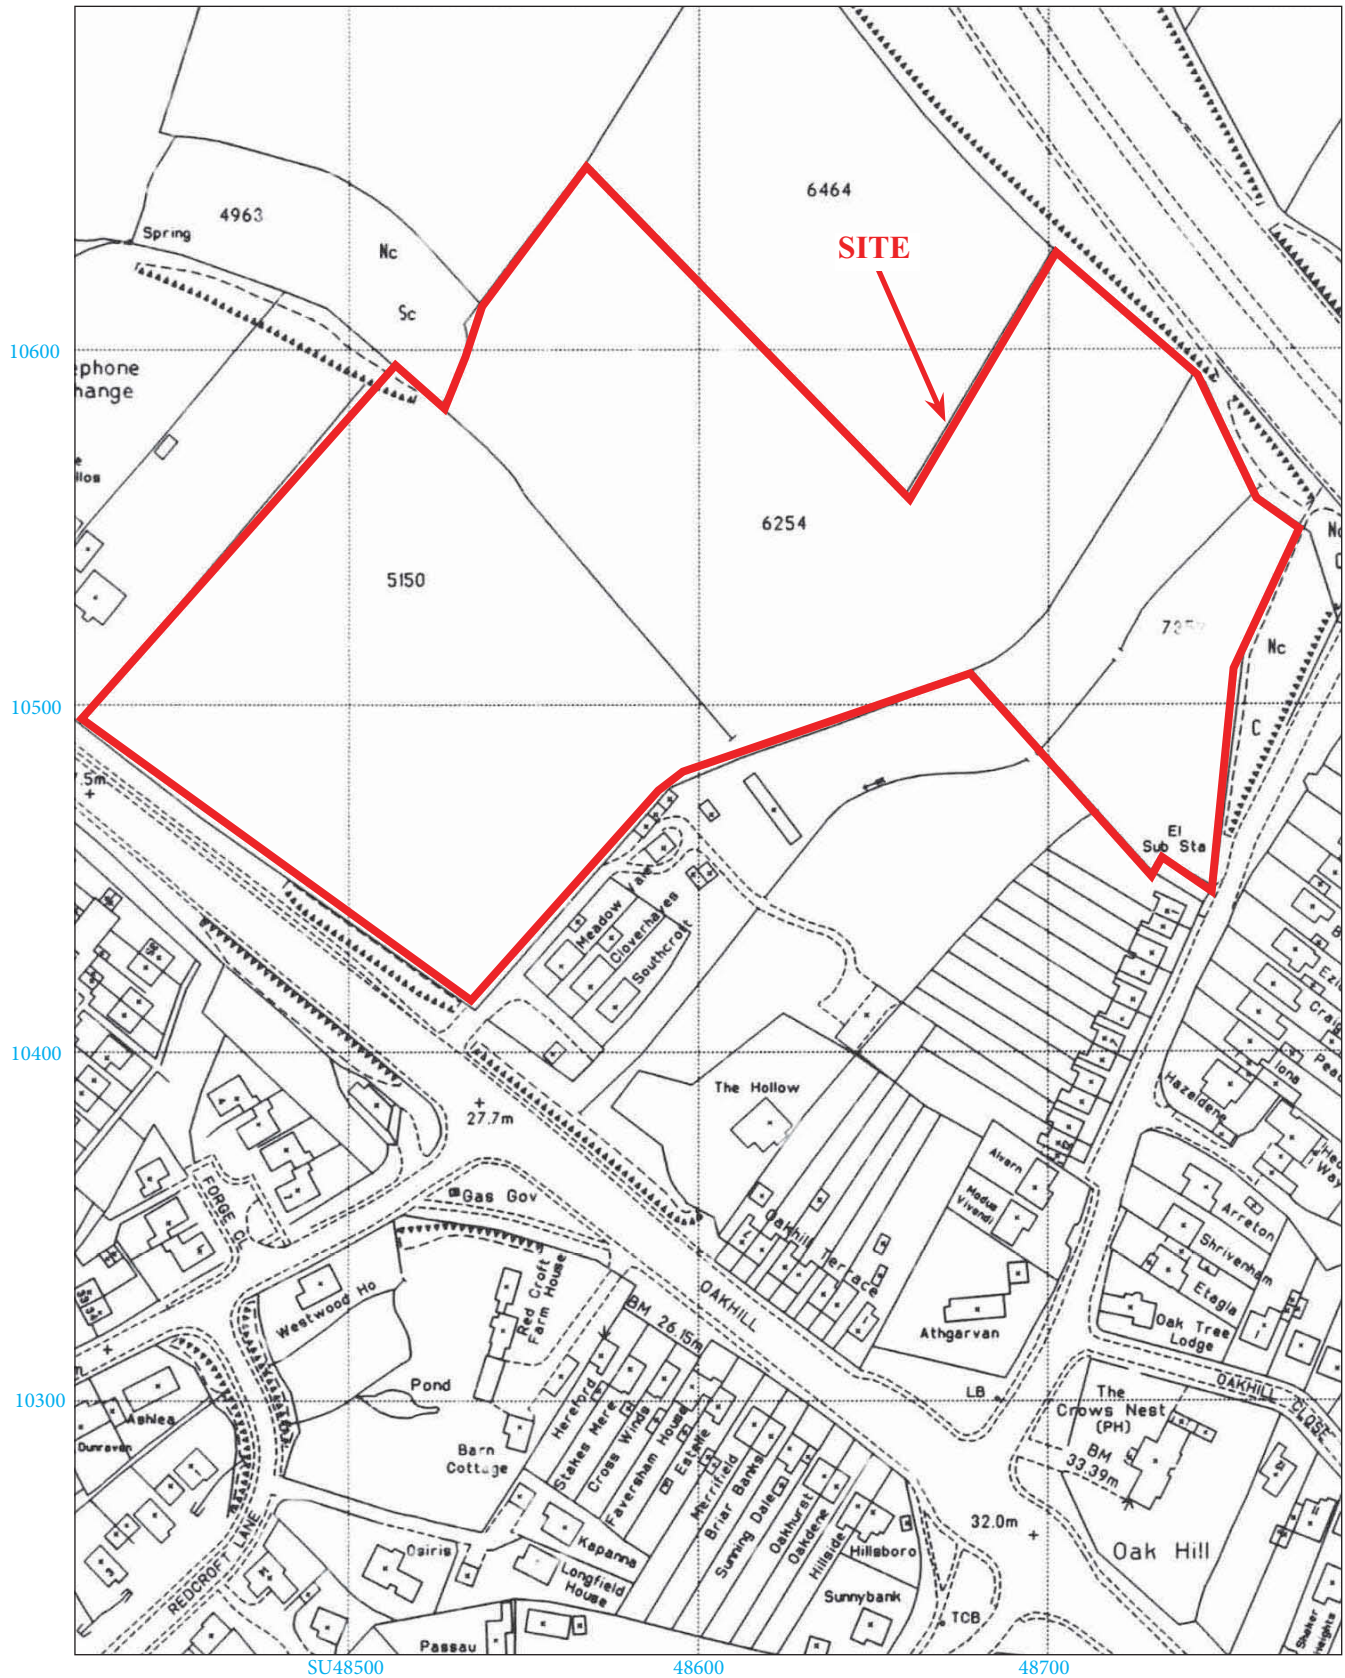 6464
4963
Spring
Nc
SITE
Sc
10600
ephone
hange
6254
5150
Nc
10500
C
El
Sub Sta
Meadow Vale
Cloverhayes
Southcroft
10400
The Hollow
27.7m
Hazeldene
Iona
Alvern
Modus
Vivendi
Gas Gov
FORGE CL
Arreton
Shrivenham
Etagla
Oak Tree
Lodge
Oakhill Terrace
OAKHILL
Westwood Ho
Red Croft
Farm House
BM 26.15m
Athgarvan
10300
Pond
LB
The
Crows Nest
(PH)
OAKHILL CLOSE
BM
33.39m
Ashlea
Dunraven
Barn
Cottage
Hereford
Stakes Mere
Cross Winds
Faversham House
Estelle
Merrifield
Briar Banks
Sunning Dale
Oakhurst
Oakdene
Hillside
Hillsboro
32.0m
Oak Hill
REDCROFT LANE
Osiris
Kapanna
Longfield
House
Sunnybank
TCB
Passau
Shaker
Heights
SU48500
48600
48700